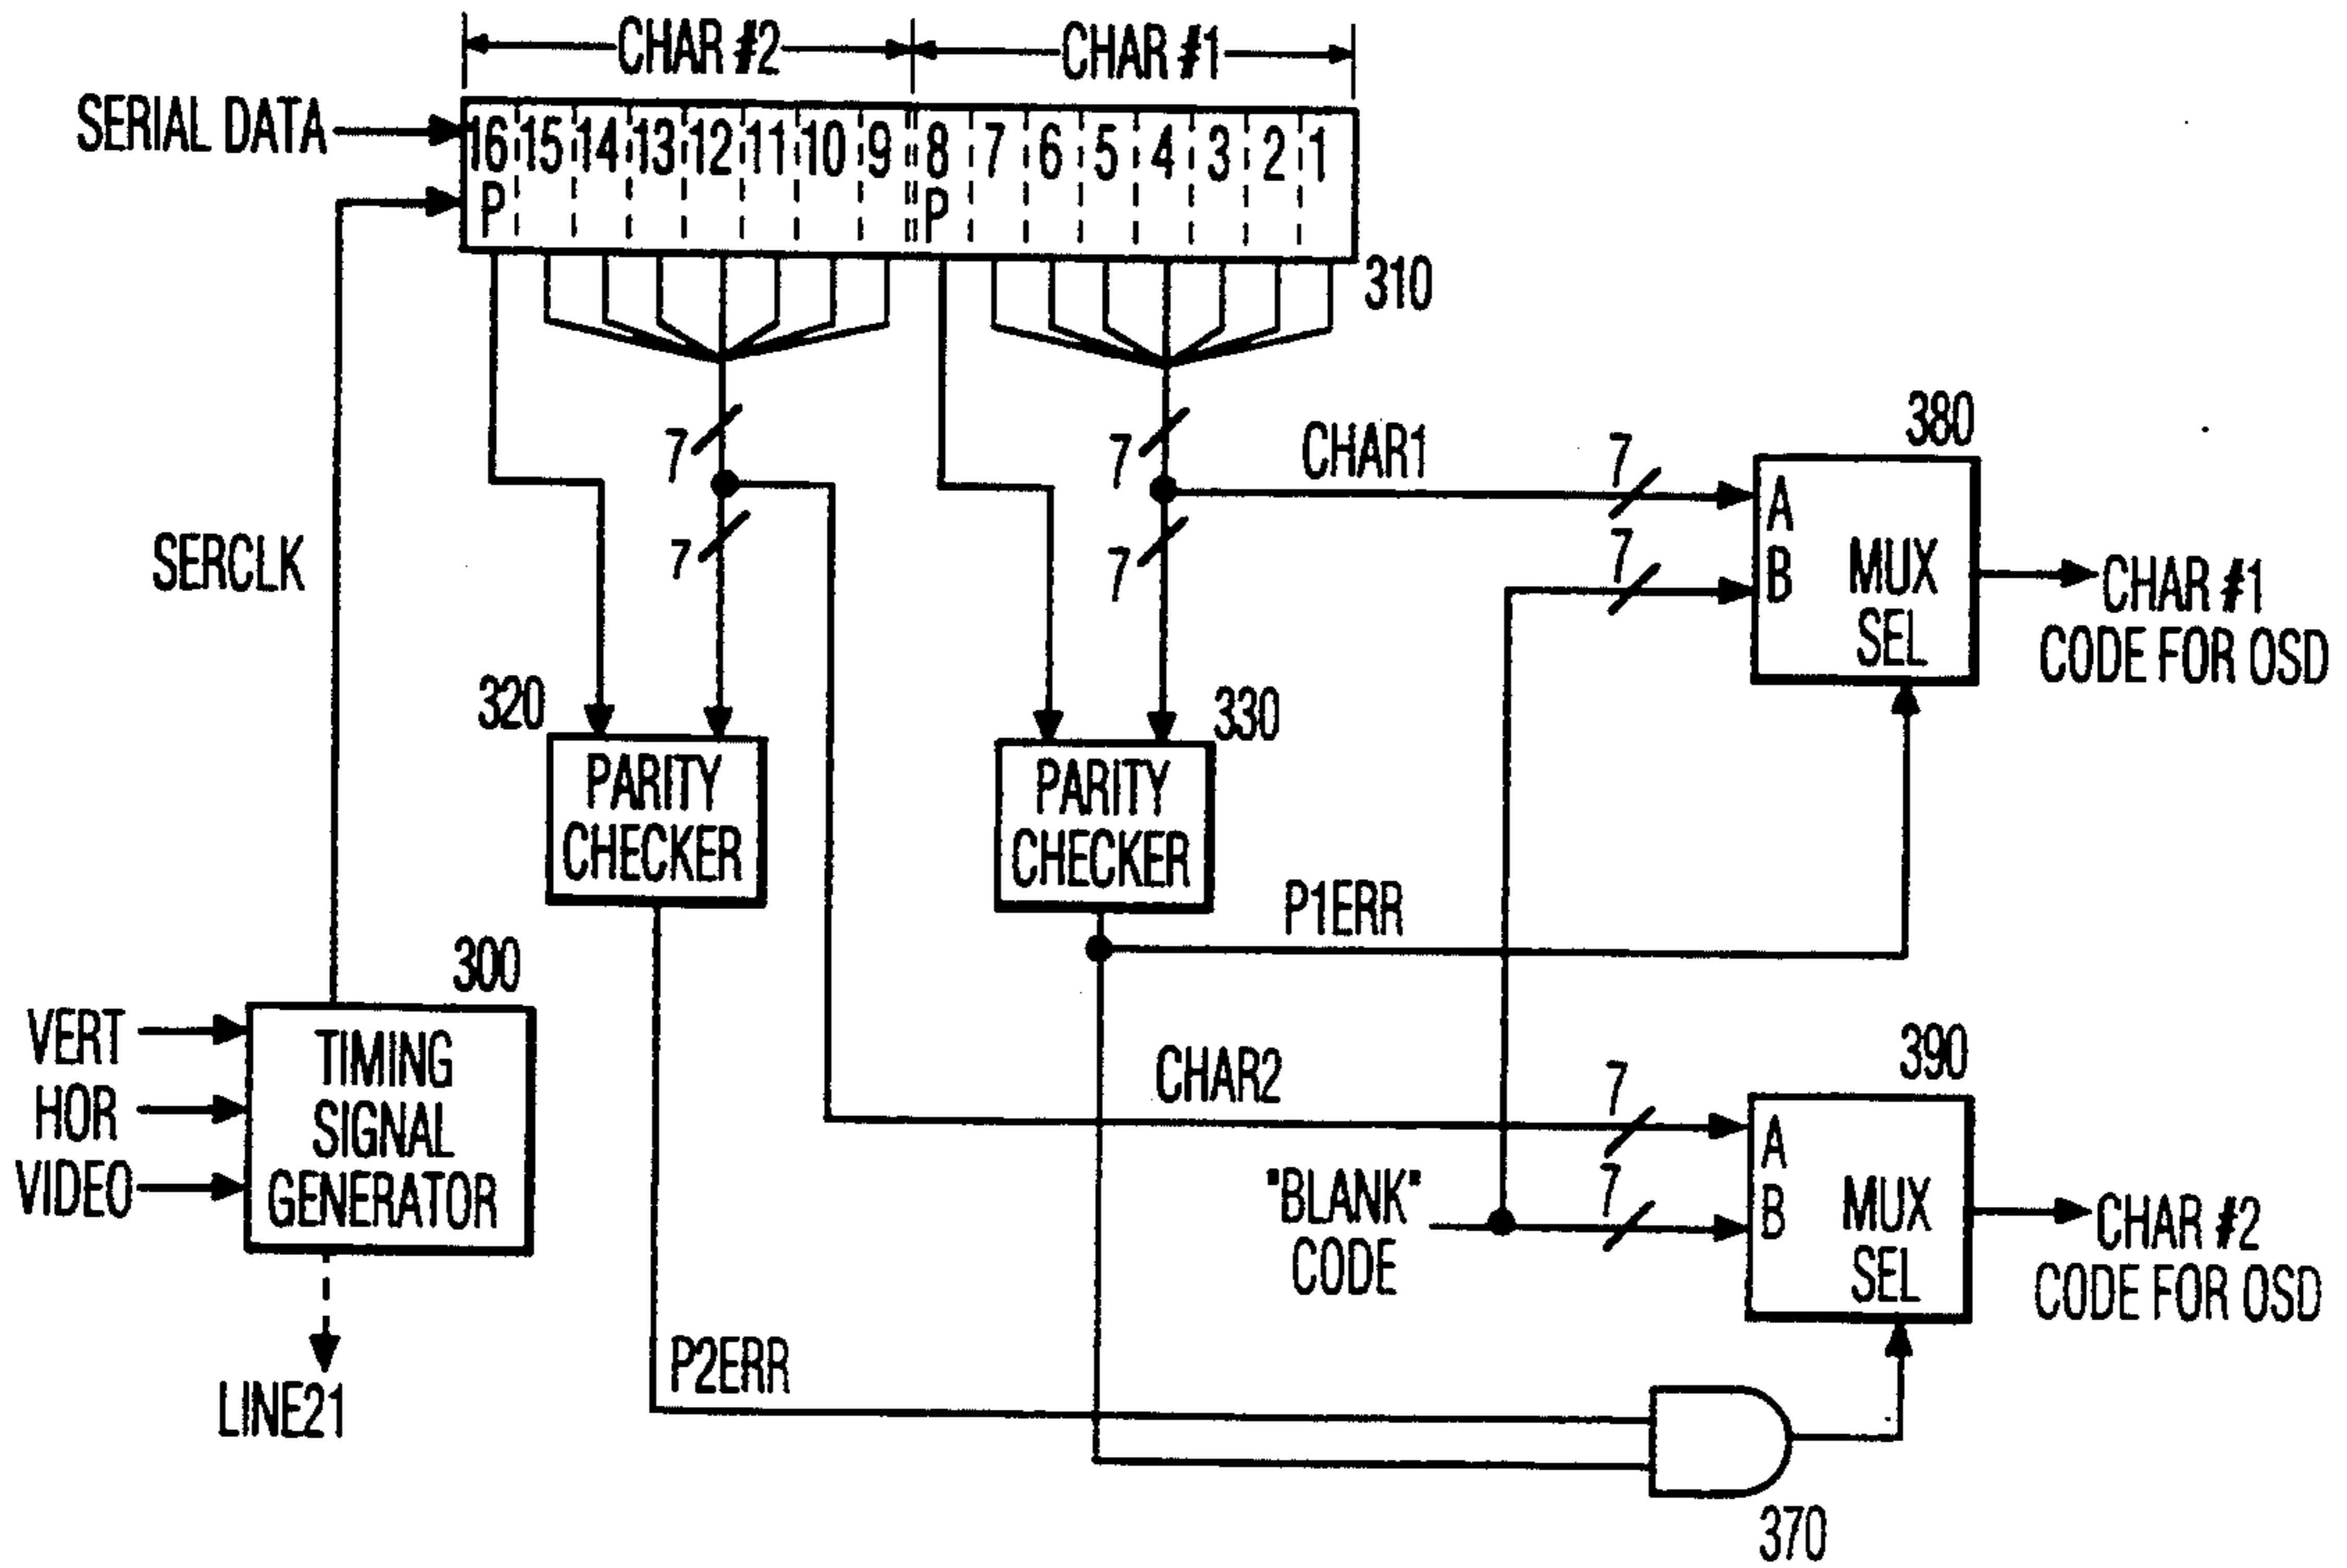 CHAR #2 CHAR #1
SERIAL DATA
16 15 14 13 12 11 10 9 8 7 6 5 4 3 2 1
P P
310
7 7
CHAR1
7
380
A
7
B
MUX
SEL
CHAR #1
CODE FOR OSD
7 7
SERCLK
320
PARITY
CHECKER
330
PARITY
CHECKER
P1ERR
300
VERT
HOR
VIDEO
TIMING
SIGNAL
GENERATOR
LINE21
CHAR2
7
390
A
7
B
MUX
SEL
CHAR #2
CODE FOR OSD
"BLANK"
CODE
P2ERR
370